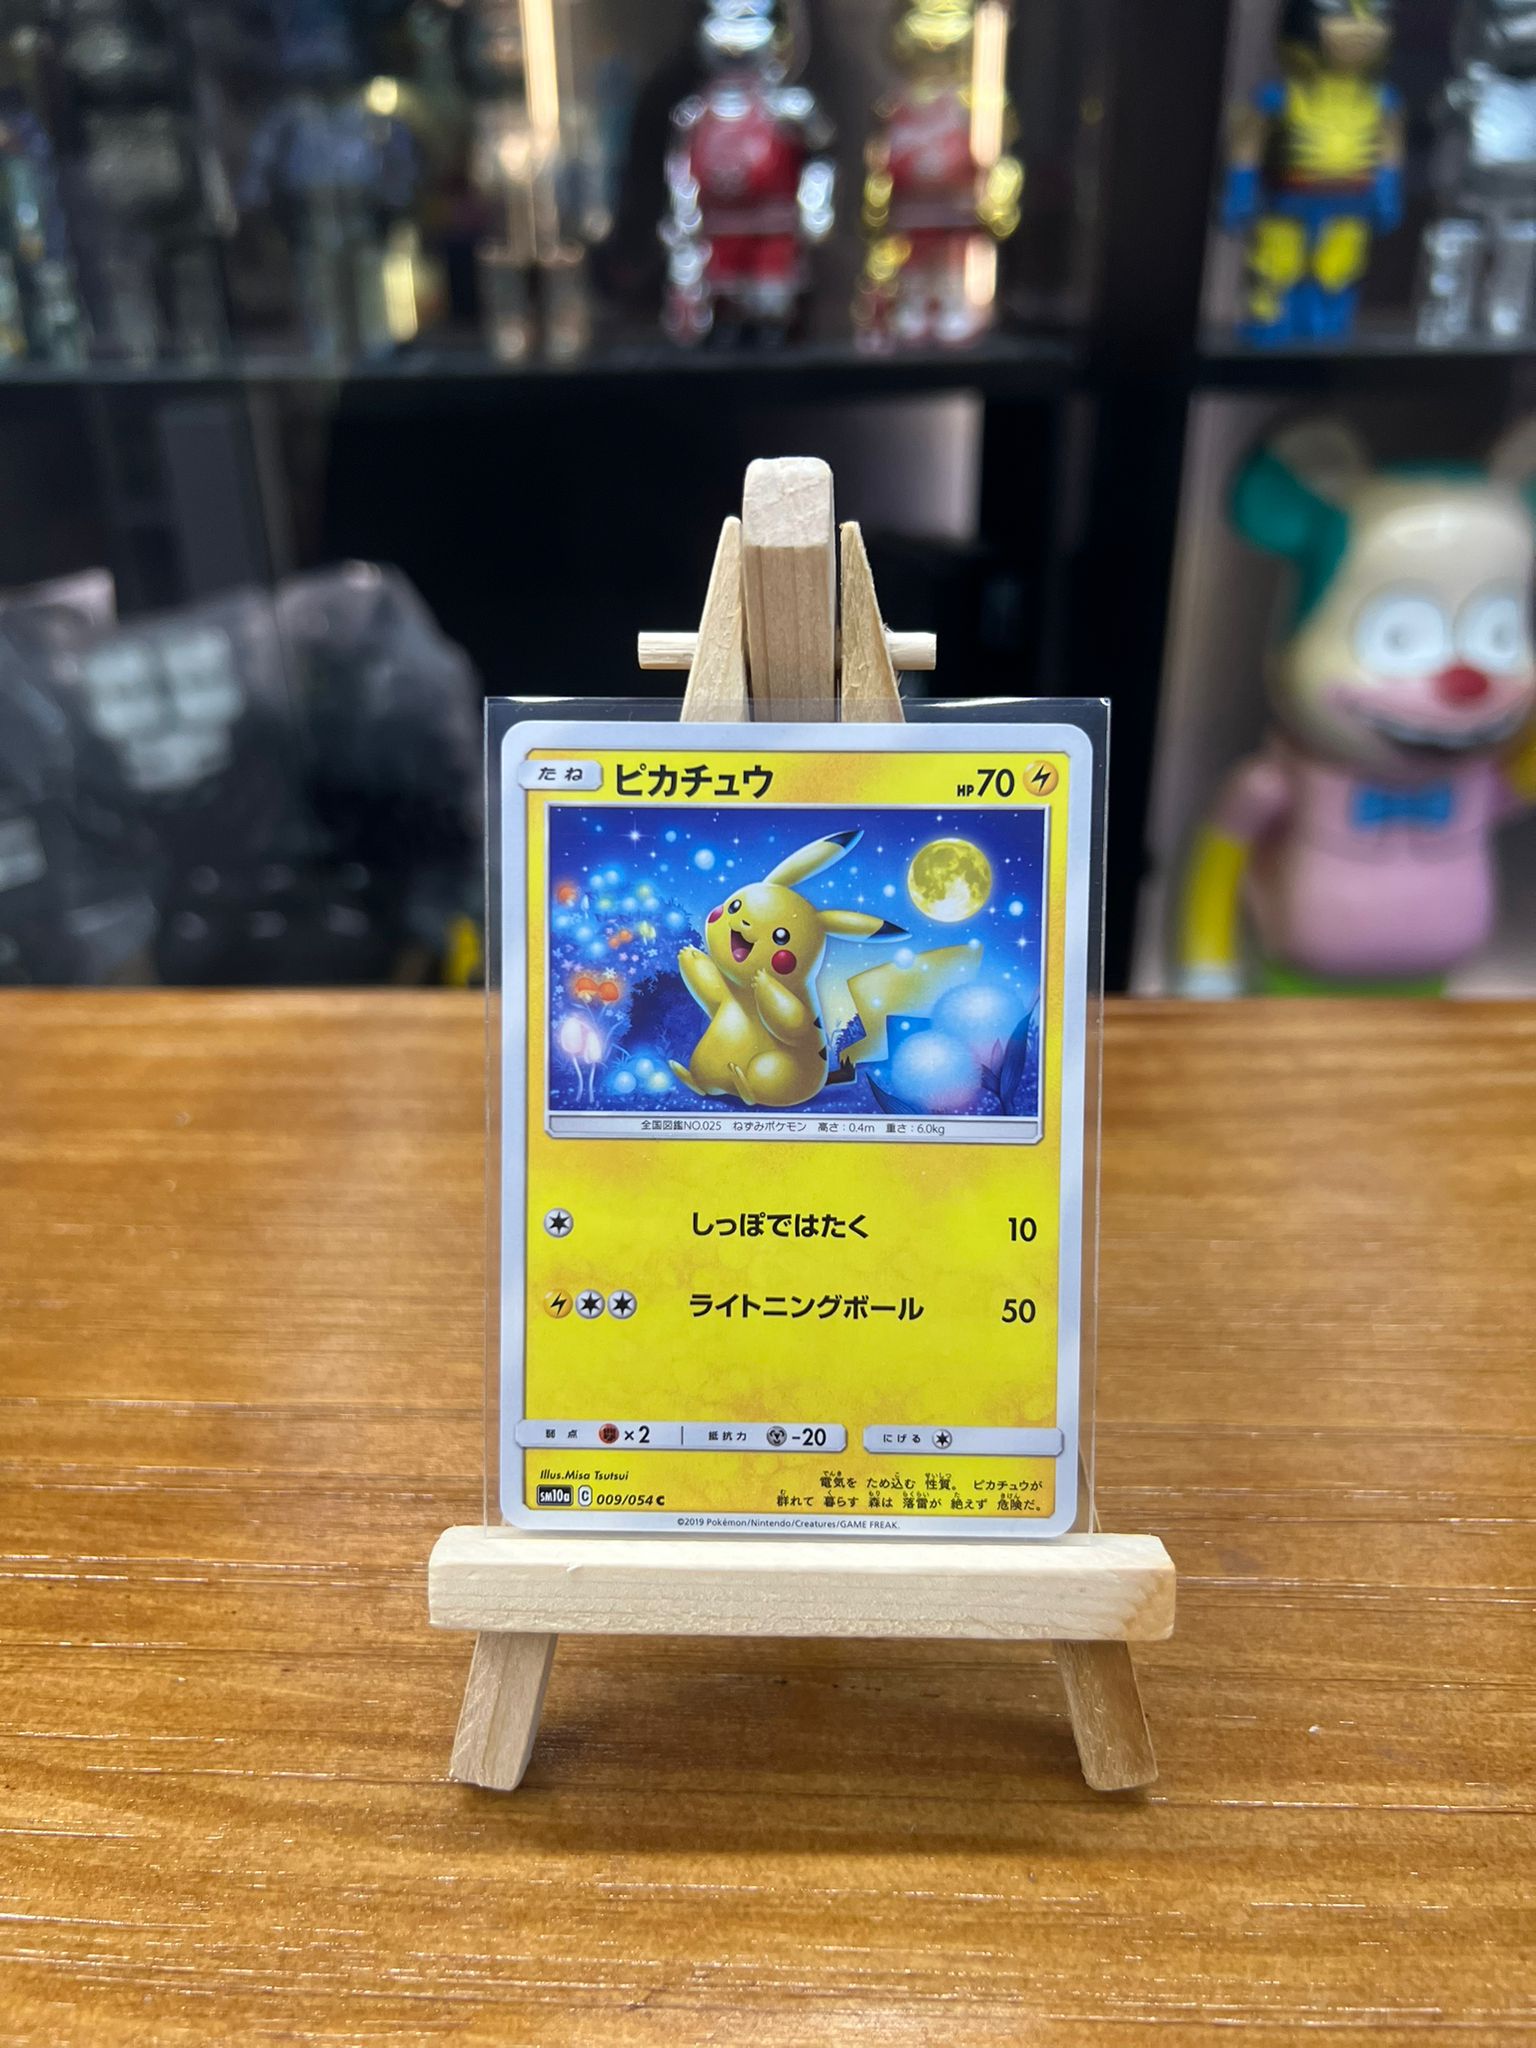 たね ピカチュウ HP70
全国図鑑NO.025 ねずみポケモン 高さ:0.4m 重さ:6.0kg
しっぽではたく 10
ライトニングボール 50
弱点 ×2 抵抗力 -20 にげる
Illus.Misa Tsutsui
SM10a C 009/054 C
電気を ため込む 性質。 ピカチュウが
群れて 暮らす 森は 落雷が 絶えず 危険だ。
©2019 Pokémon/Nintendo/Creatures/GAME FREAK.